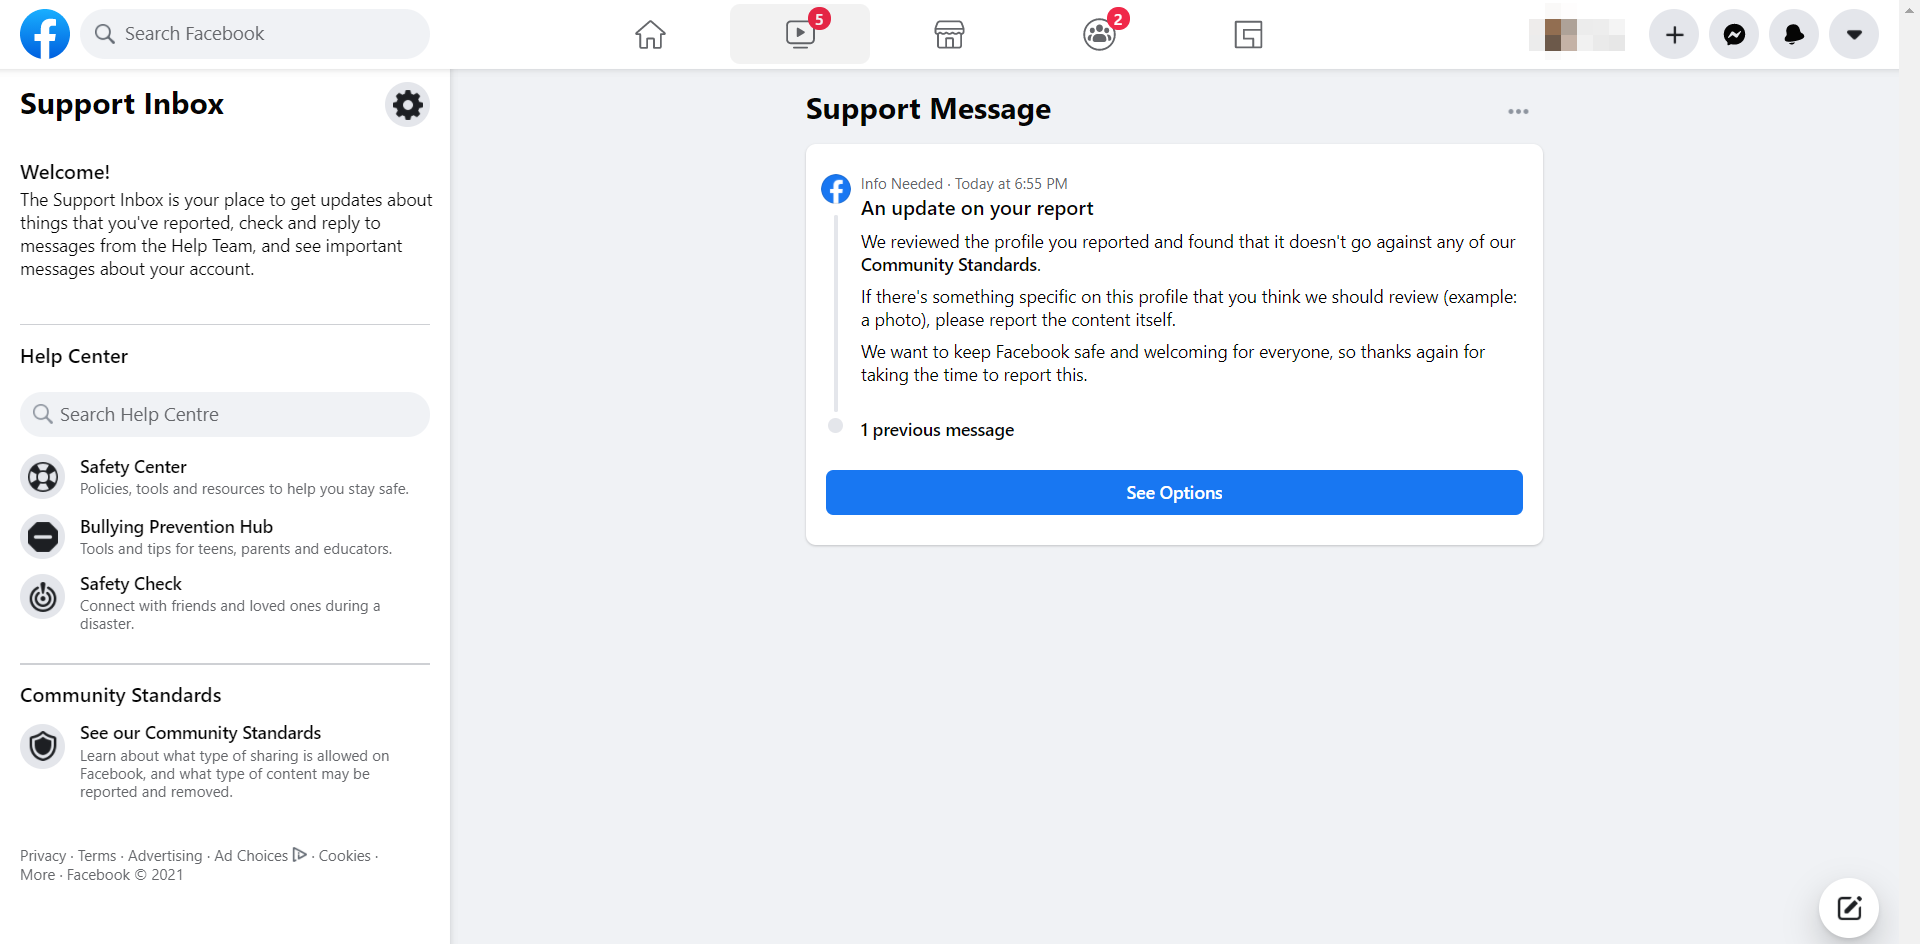 Search Facebook
5
2
Support Inbox
Welcome!
The Support Inbox is your place to get updates about
things that you've reported, check and reply to
messages from the Help Team, and see important
messages about your account.
Help Center
Search Help Centre
Safety Center
Policies, tools and resources to help you stay safe.
Bullying Prevention Hub
Tools and tips for teens, parents and educators.
Safety Check
Connect with friends and loved ones during a
disaster.
Community Standards
See our Community Standards
Learn about what type of sharing is allowed on
Facebook, and what type of content may be
reported and removed.
Privacy · Terms · Advertising · Ad Choices · Cookies ·
More · Facebook © 2021
Support Message
Info Needed · Today at 6:55 PM
An update on your report
We reviewed the profile you reported and found that it doesn't go against any of our
Community Standards.
If there's something specific on this profile that you think we should review (example:
a photo), please report the content itself.
We want to keep Facebook safe and welcoming for everyone, so thanks again for
taking the time to report this.
1 previous message
See Options